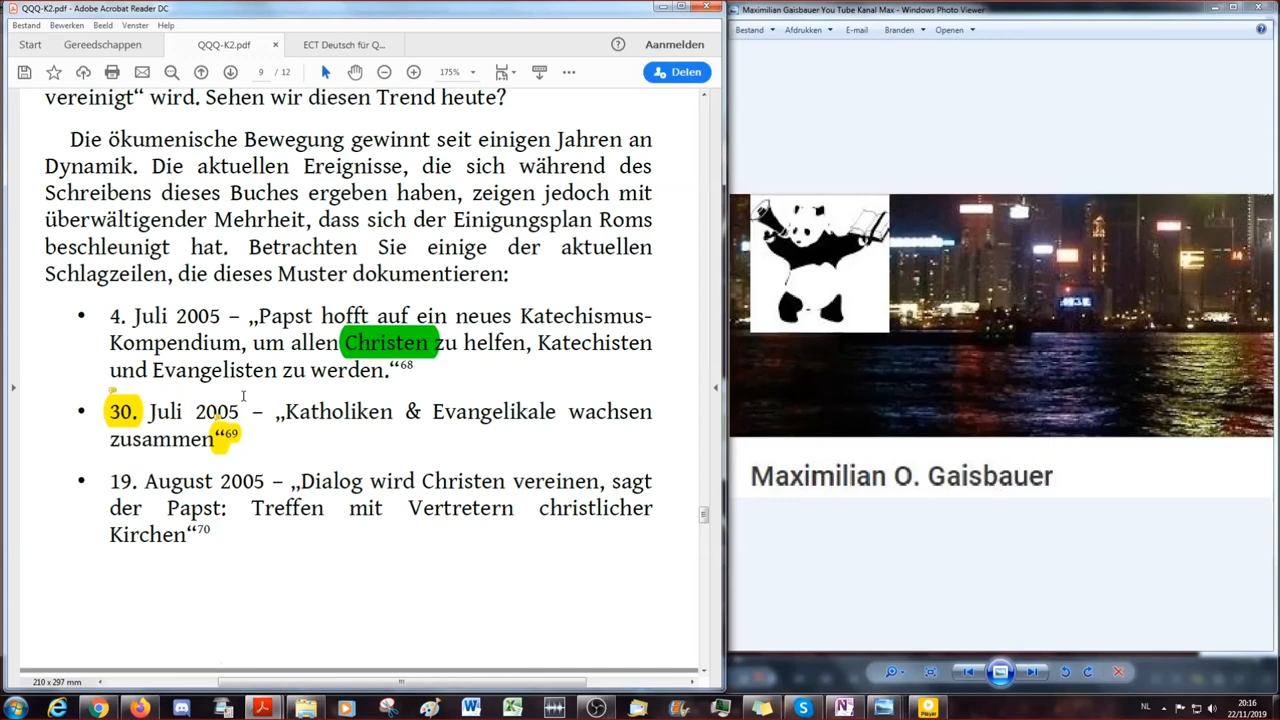 QQQ-K2.pdf - Adobe Acrobat Reader DC
Bestand Bewerken Beeld Venster Help
Start Gereedschappen QQQ-K2.pdf × ECT Deutsch für Q... Aanmelden
9 / 12 175% Delen
vereinigt“ wird. Sehen wir diesen Trend heute?
Die ökumenische Bewegung gewinnt seit einigen Jahren an
Dynamik. Die aktuellen Ereignisse, die sich während des
Schreibens dieses Buches ergeben haben, zeigen jedoch mit
überwältigender Mehrheit, dass sich der Einigungsplan Roms
beschleunigt hat. Betrachten Sie einige der aktuellen
Schlagzeilen, die dieses Muster dokumentieren:
• 4. Juli 2005 – „Papst hofft auf ein neues Katechismus-
Kompendium, um allen Christen zu helfen, Katechisten
und Evangelisten zu werden.“68
• 30. Juli 2005 – „Katholiken & Evangelikale wachsen
zusammen“69
• 19. August 2005 – „Dialog wird Christen vereinen, sagt
der Papst: Treffen mit Vertretern christlicher
Kirchen“70
210 x 297 mm
Maximilian Gaisbauer You Tube Kanal Max - Windows Photo Viewer
Bestand Afdrukken E-mail Branden Openen
Maximilian O. Gaisbauer
NL 20:16
22/11/2019